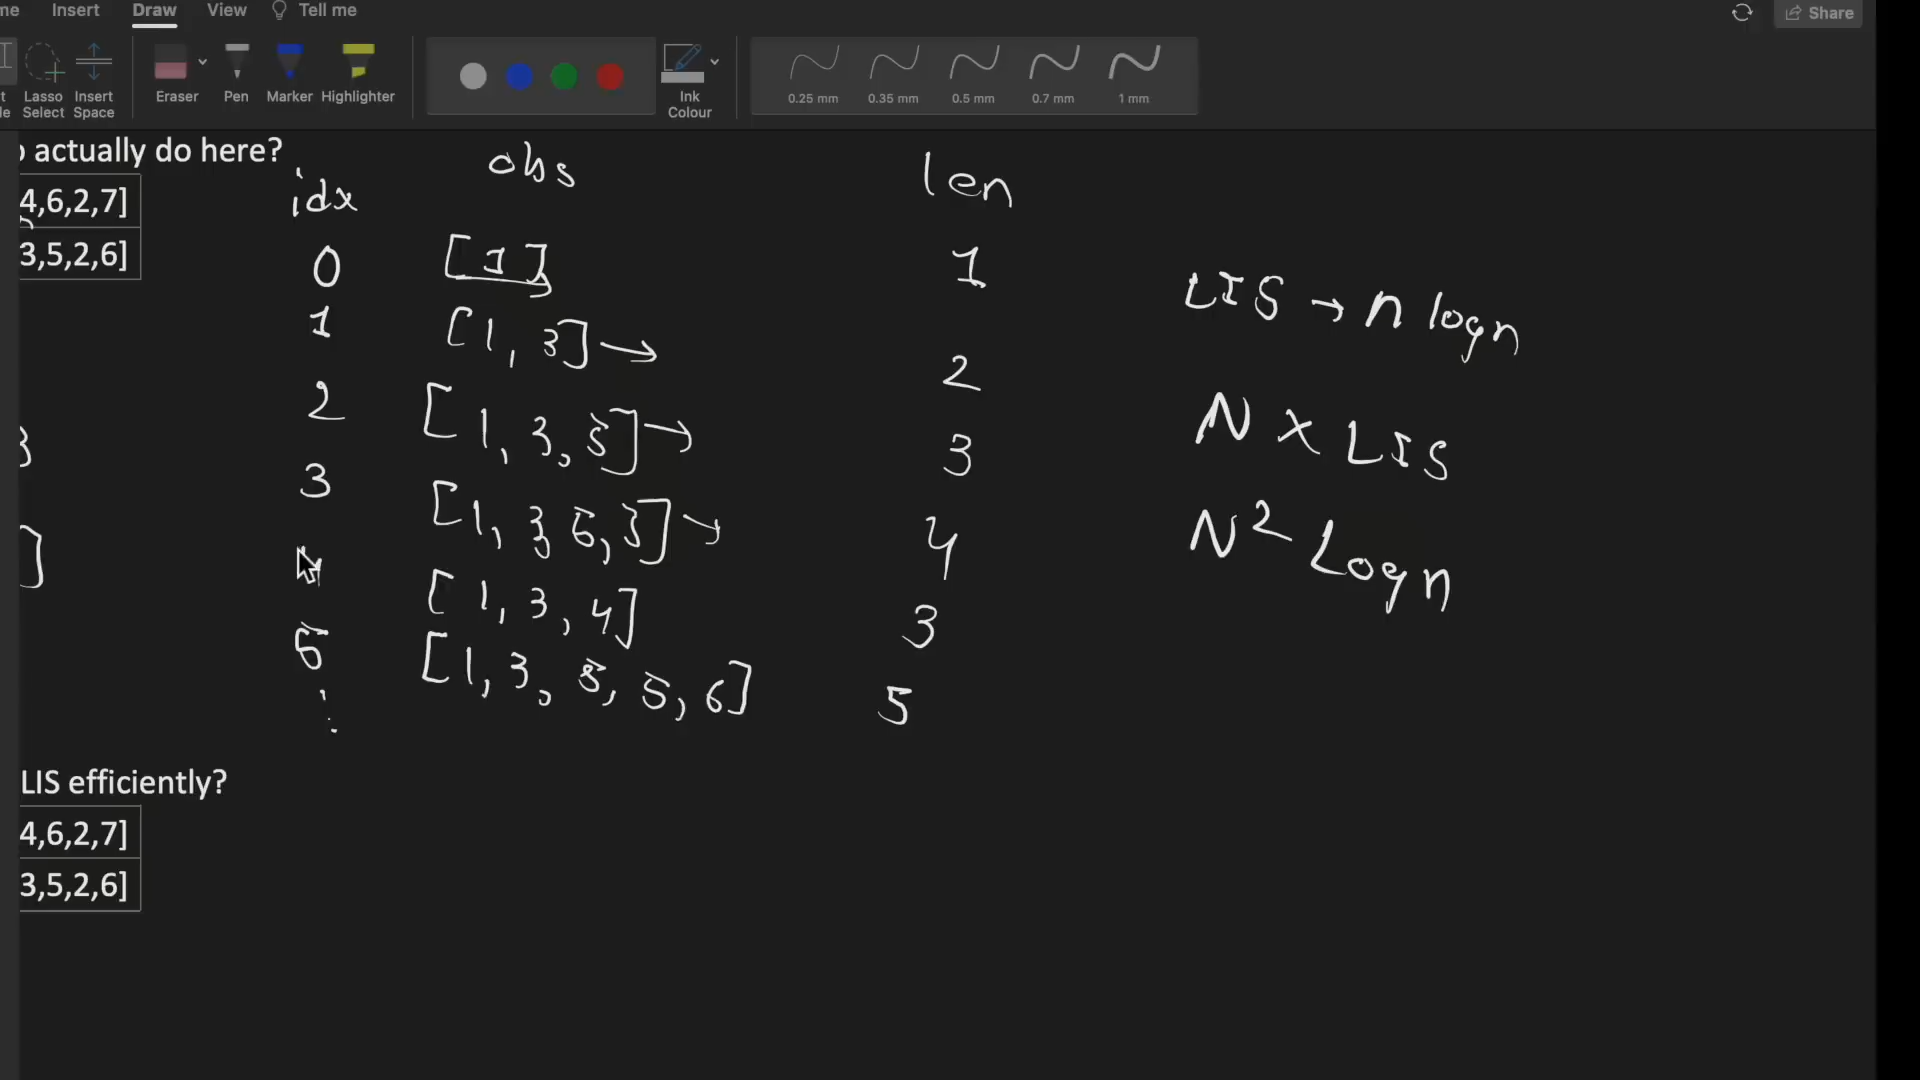 me Insert Draw View Tell me Share
Lasso Select Insert Space Eraser Pen Marker Highlighter Ink Colour 0.25 mm 0.35 mm 0.5 mm 0.7 mm 1 mm
actually do here?
4,6,2,7]
3,5,2,6]
idx obs len
0 [1] 1
1 [1, 3] → 2
2 [1, 3, 5] → 3
3 [1, 3 5, 3] → 4
[1, 3, 4] 3
5 [1, 3, 5, 5, 6] 5
LIS → n logn
N × LIS
N² Logn
3
]
LIS efficiently?
4,6,2,7]
3,5,2,6]